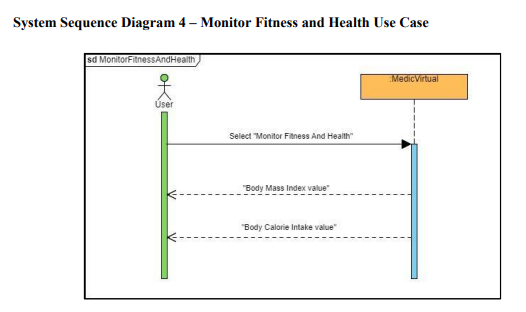 System Sequence Diagram 4 – Monitor Fitness and Health Use Case
sd MonitorFitnessAndHealth
:MedicVirtual
User
Select "Monitor Fitness And Health"
"Body Mass Index value"
"Body Calorie Intake value"